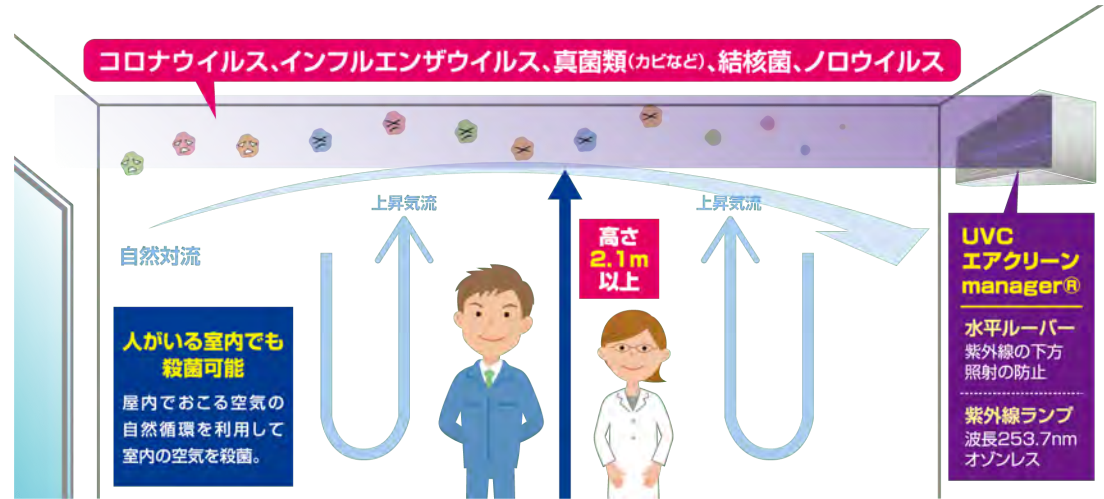 コロナウイルス、インフルエンザウイルス、真菌類(カビなど)、結核菌、ノロウイルス
上昇気流
上昇気流
自然対流
高さ
2.1m
以上
人がいる室内でも
殺菌可能
屋内でおこる空気の
自然循環を利用して
室内の空気を殺菌。
UVC
エアクリーン
manager®
水平ルーバー
紫外線の下方
照射の防止
紫外線ランプ
波長253.7nm
オゾンレス